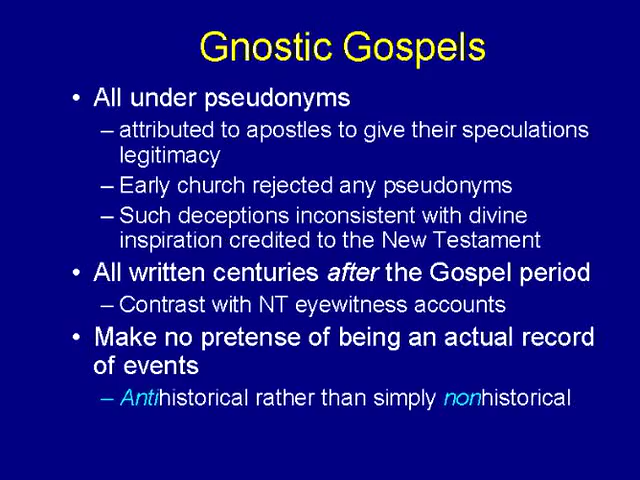 Gnostic Gospels
• All under pseudonyms
– attributed to apostles to give their speculations
legitimacy
– Early church rejected any pseudonyms
– Such deceptions inconsistent with divine
inspiration credited to the New Testament
• All written centuries after the Gospel period
– Contrast with NT eyewitness accounts
• Make no pretense of being an actual record
of events
– Antihistorical rather than simply nonhistorical